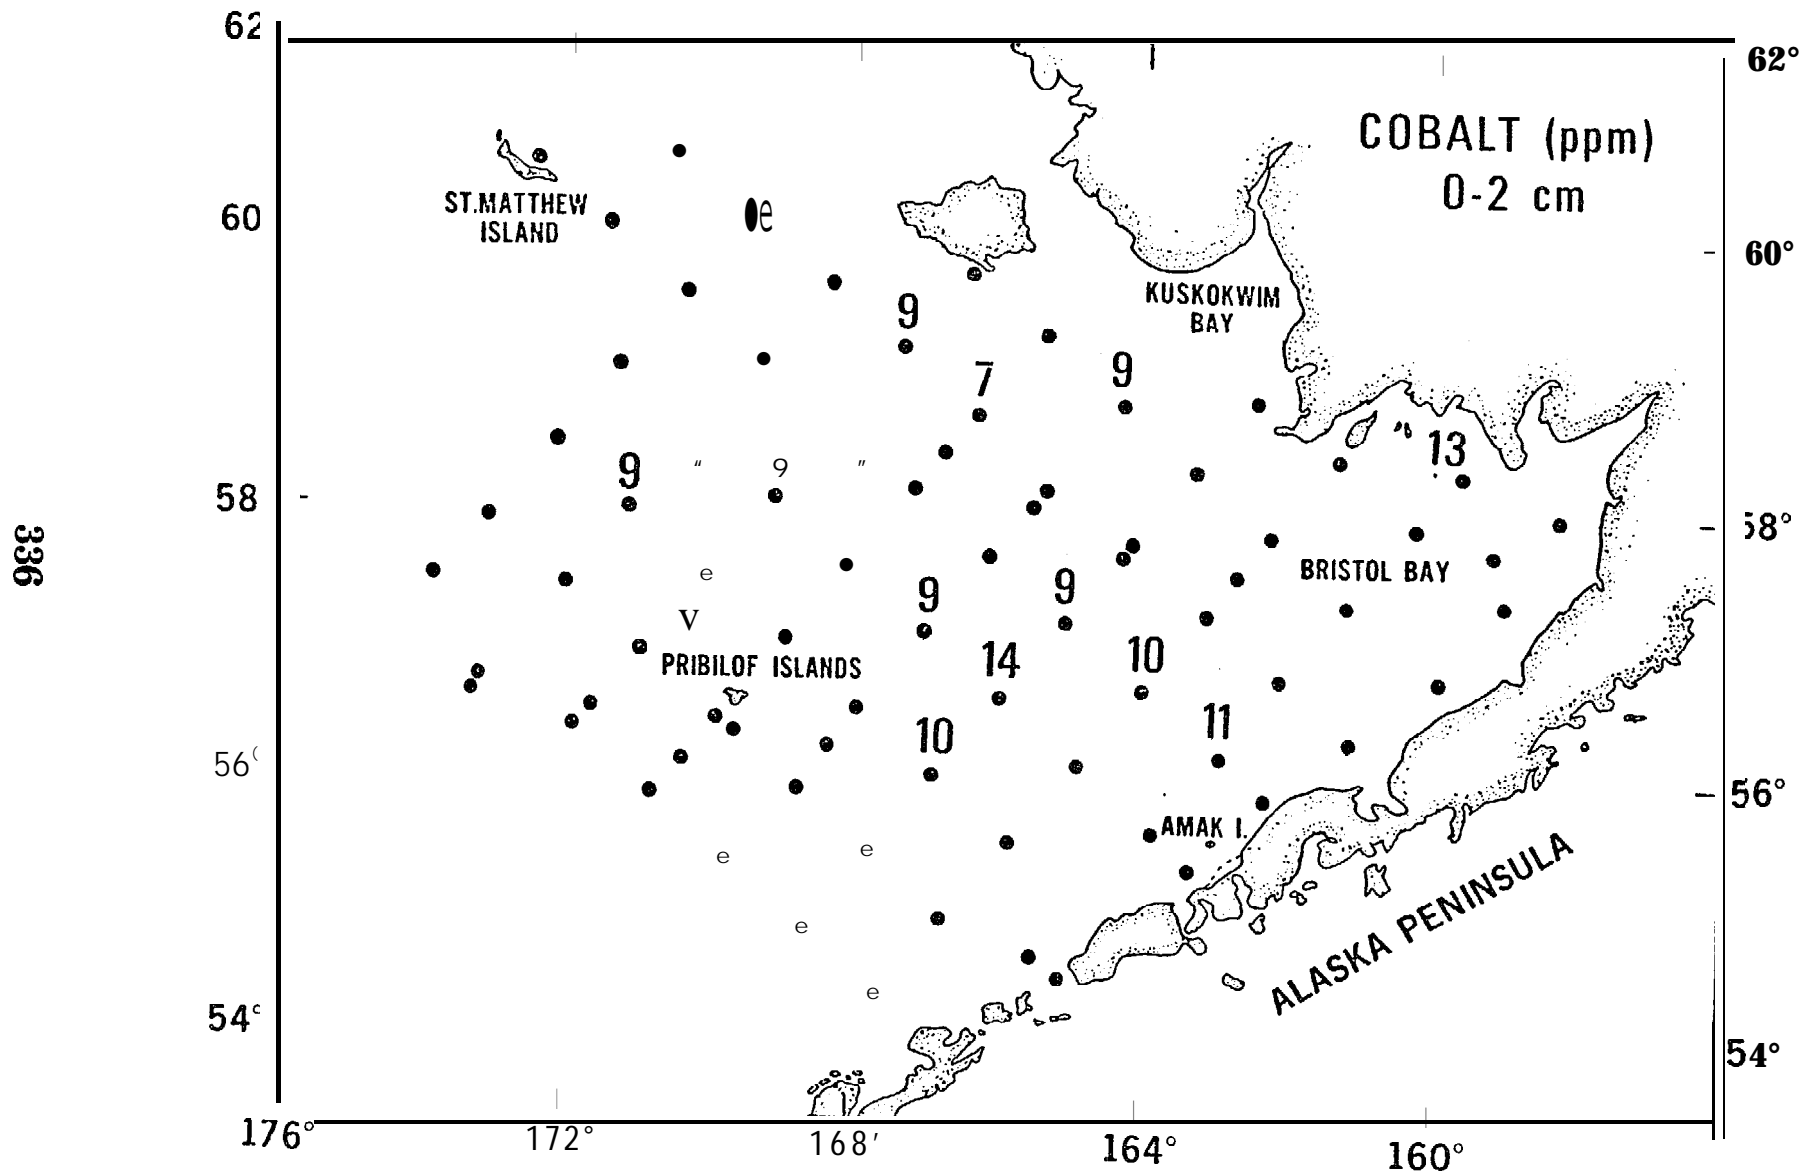 62
62°
COBALT (ppm)
0-2 cm
ST.MATTHEW
ISLAND
60
e
60°
KUSKOKWIM
BAY
9
7
9
13
9
“ 9 ”
58 -
58°
336
e
BRISTOL BAY
9
9
V
PRIBILOF ISLANDS
14
10
11
10
56(
56°
AMAK I.
e
e
ALASKA PENINSULA
e
e
54°
54°
176°
172°
168′
164°
160°